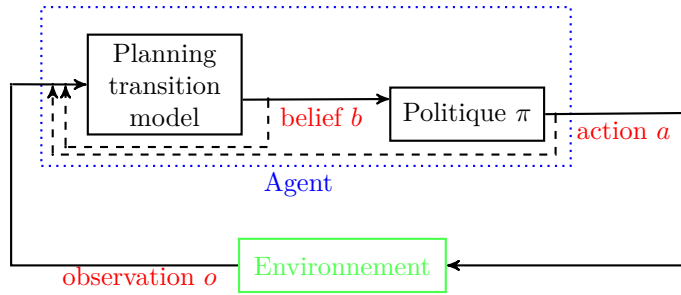 Planning
transition
model
belief b
Politique π
action a
Agent
Environnement
observation o